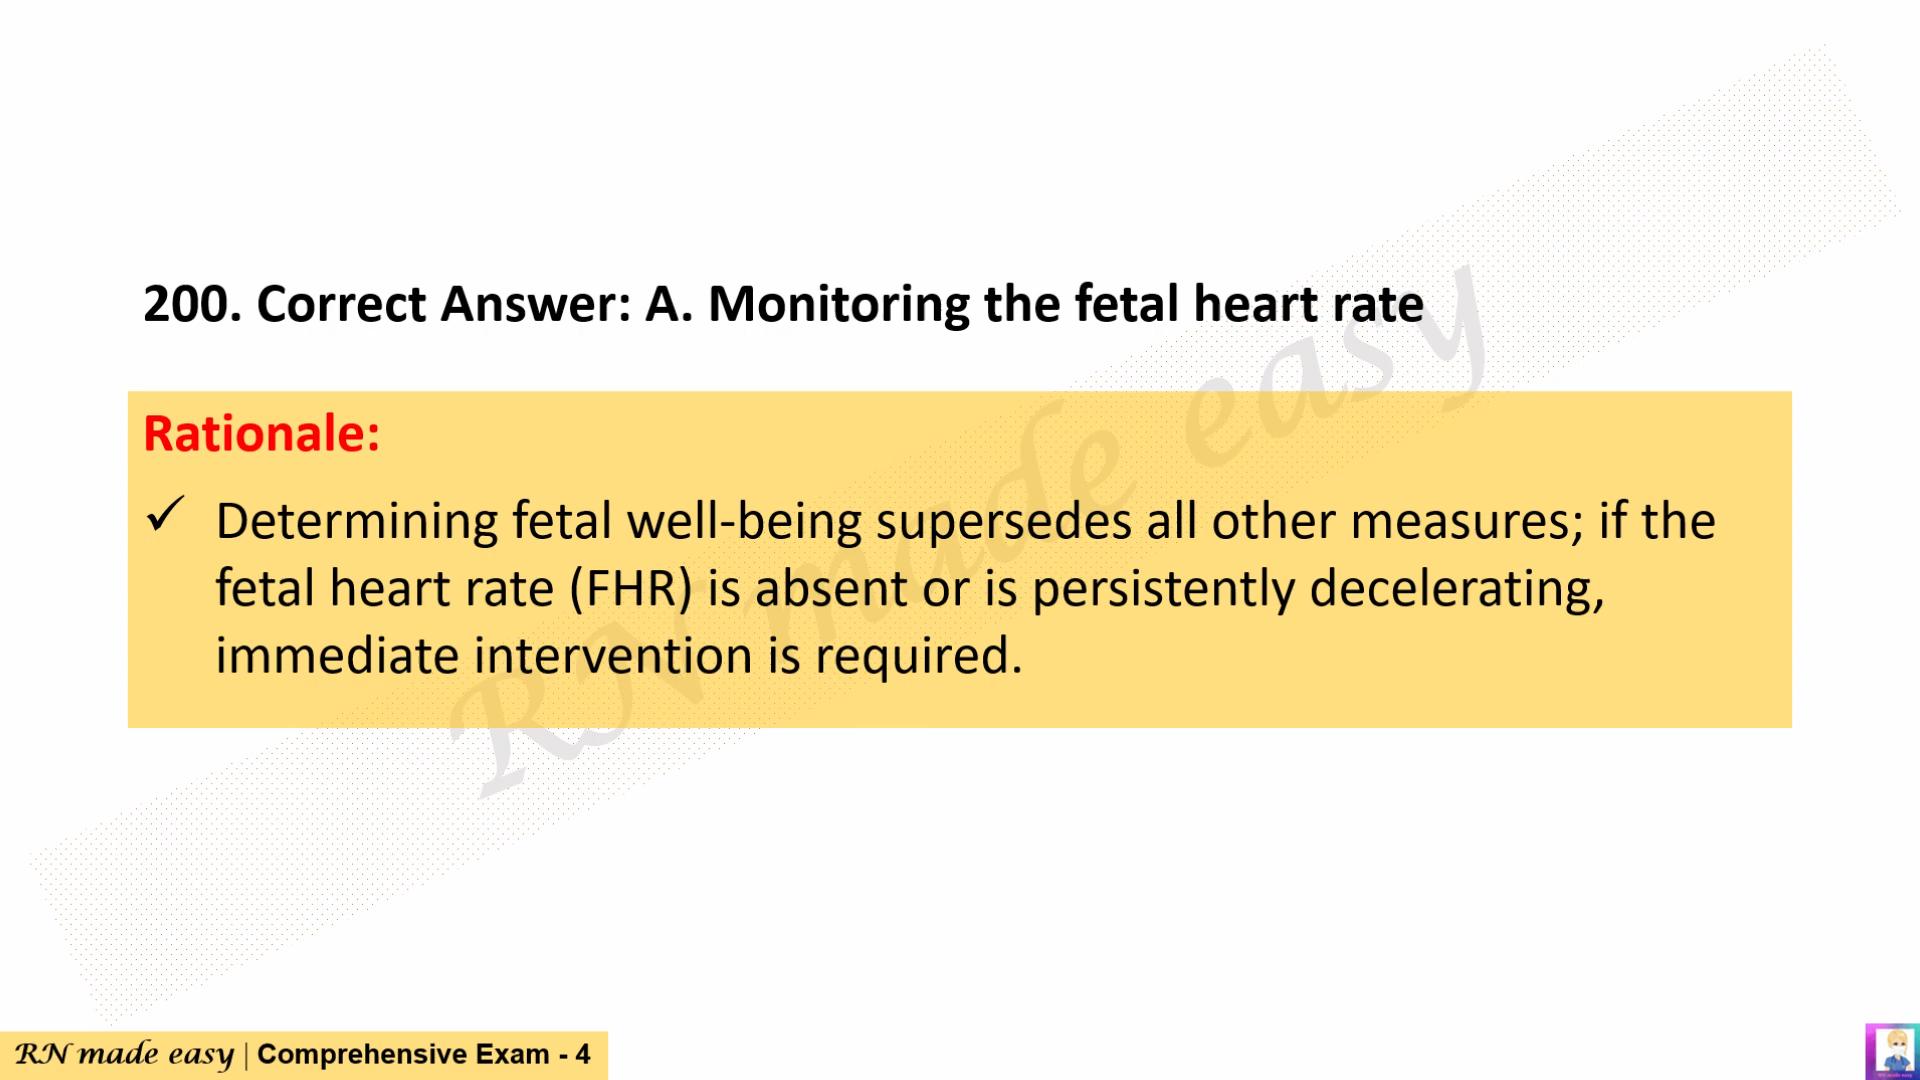 200. Correct Answer: A. Monitoring the fetal heart rate
Rationale:
✓ Determining fetal well-being supersedes all other measures; if the
fetal heart rate (FHR) is absent or is persistently decelerating,
immediate intervention is required.
RN made easy
RN made easy | Comprehensive Exam - 4